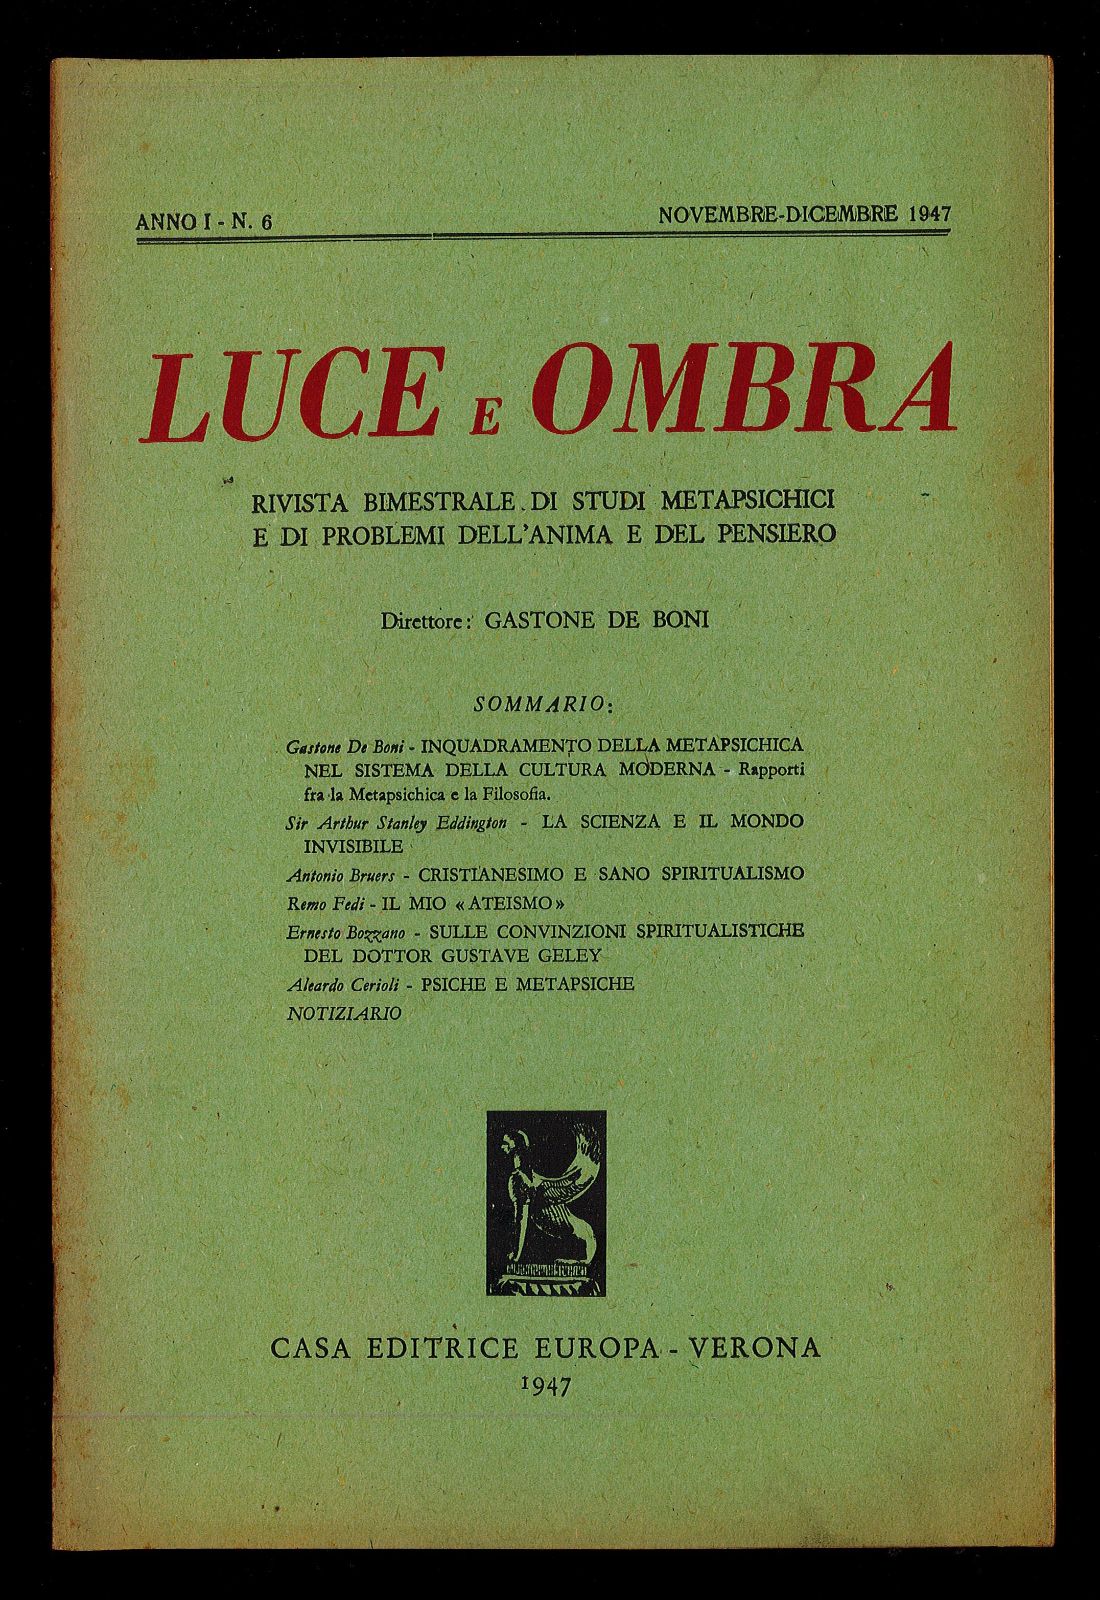 ANNO I - N. 6
NOVEMBRE-DICEMBRE 1947
LUCE E OMBRA
RIVISTA BIMESTRALE DI STUDI METAPSICHICI
E DI PROBLEMI DELL'ANIMA E DEL PENSIERO
Direttore: GASTONE DE BONI
SOMMARIO:
Gastone De Boni - INQUADRAMENTO DELLA METAPSICHICA
NEL SISTEMA DELLA CULTURA MODERNA - Rapporti
fra la Metapsichica e la Filosofia.
Sir Arthur Stanley Eddington - LA SCIENZA E IL MONDO
INVISIBILE
Antonio Bruers - CRISTIANESIMO E SANO SPIRITUALISMO
Remo Fedi - IL MIO « ATEISMO »
Ernesto Bozzano - SULLE CONVINZIONI SPIRITUALISTICHE
DEL DOTTOR GUSTAVE GELEY
Aleardo Cerioli - PSICHE E METAPSICHE
NOTIZIARIO
CASA EDITRICE EUROPA - VERONA
1947